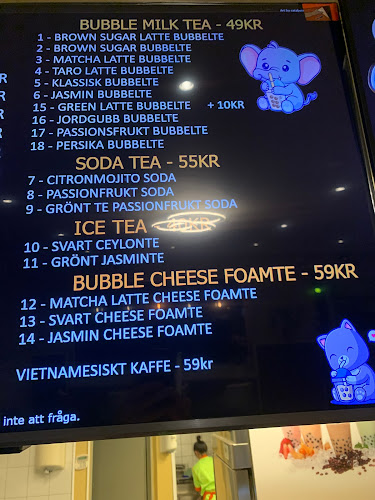 BUBBLE MILK TEA - 49KR
1 - BROWN SUGAR LATTE BUBBELTE
2 - BROWN SUGAR BUBBELTE
3 - MATCHA LATTE BUBBELTE
4 - TARO LATTE BUBBELTE
5 - KLASSISK BUBBELTE
6 - JASMIN BUBBELTE
15 - GREEN LATTE BUBBELTE + 10KR
16 - JORDGUBB BUBBELTE
17 - PASSIONSFRUKT BUBBELTE
18 - PERSIKA BUBBELTE
SODA TEA - 55KR
7 - CITRONMOJITO SODA
8 - PASSIONFRUKT SODA
9 - GRÖNT TE PASSIONFRUKT SODA
ICE TEA -
10 - SVART CEYLONTE
11 - GRÖNT JASMINTE
BUBBLE CHEESE FOAMTE - 59KR
12 - MATCHA LATTE CHEESE FOAMTE
13 - SVART CHEESE FOAMTE
14 - JASMIN CHEESE FOAMTE
VIETNAMESISKT KAFFE - 59kr
inte att fråga.